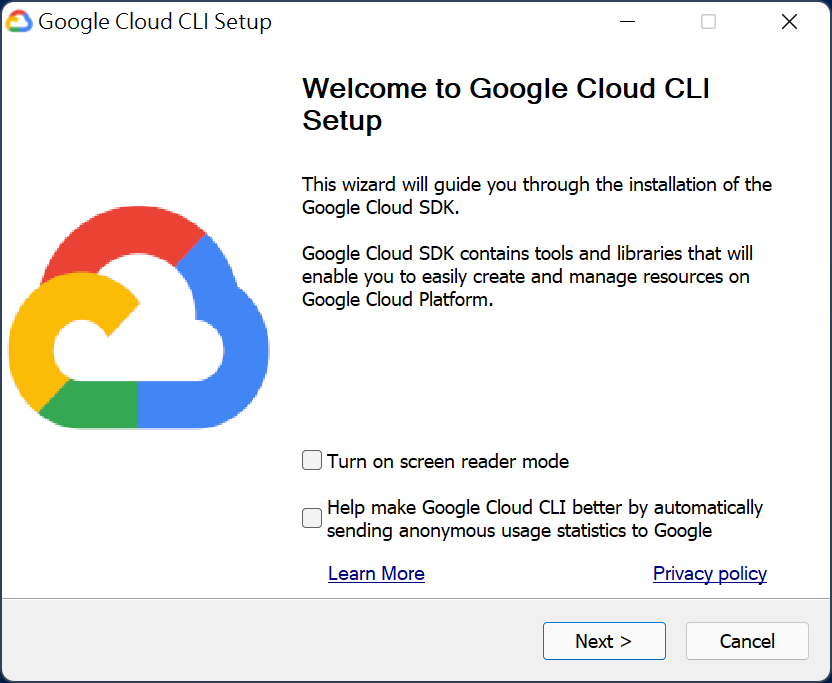 Google Cloud CLI Setup
Welcome to Google Cloud CLI
Setup
This wizard will guide you through the installation of the
Google Cloud SDK.
Google Cloud SDK contains tools and libraries that will
enable you to easily create and manage resources on
Google Cloud Platform.
Turn on screen reader mode
Help make Google Cloud CLI better by automatically
sending anonymous usage statistics to Google
Learn More
Privacy policy
Next >
Cancel